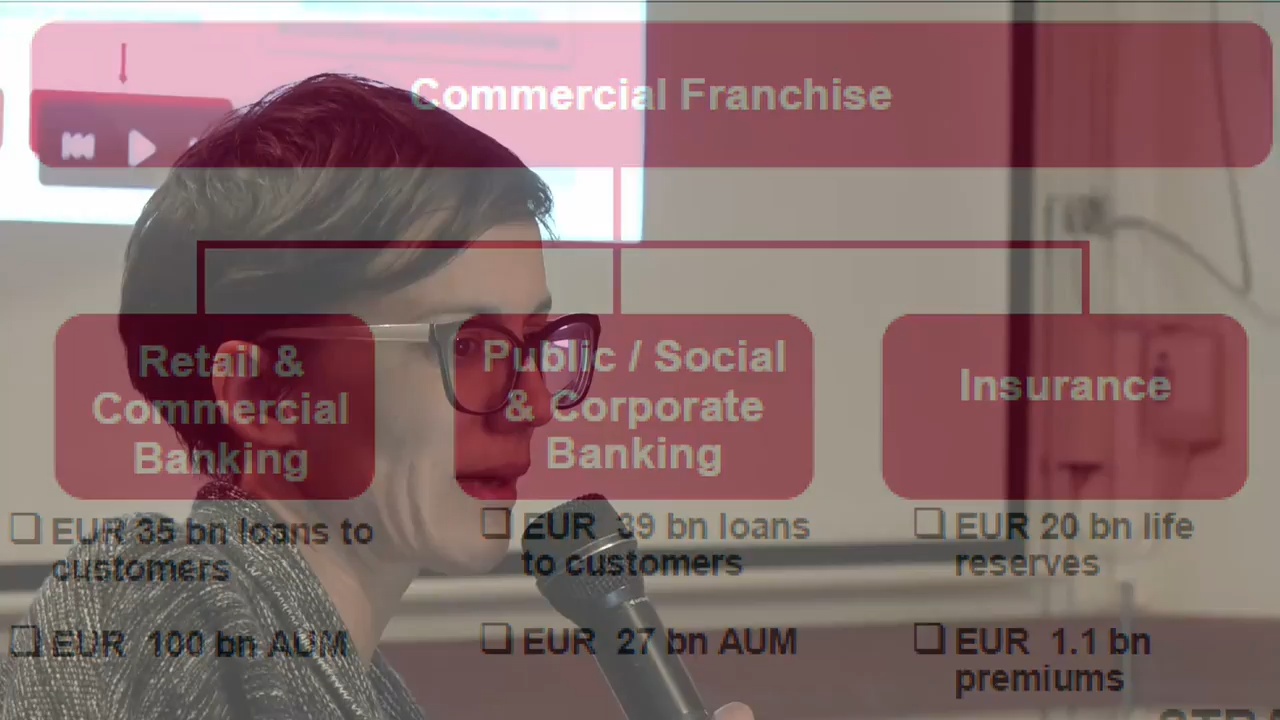 Commercial Franchise
Retail &
Commercial
Banking
Public / Social
& Corporate
Banking
Insurance
❑ EUR 35 bn loans to
customers
❑ EUR 100 bn AUM
❑ EUR 39 bn loans
to customers
❑ EUR 27 bn AUM
❑ EUR 20 bn life
reserves
❑ EUR 1.1 bn
premiums